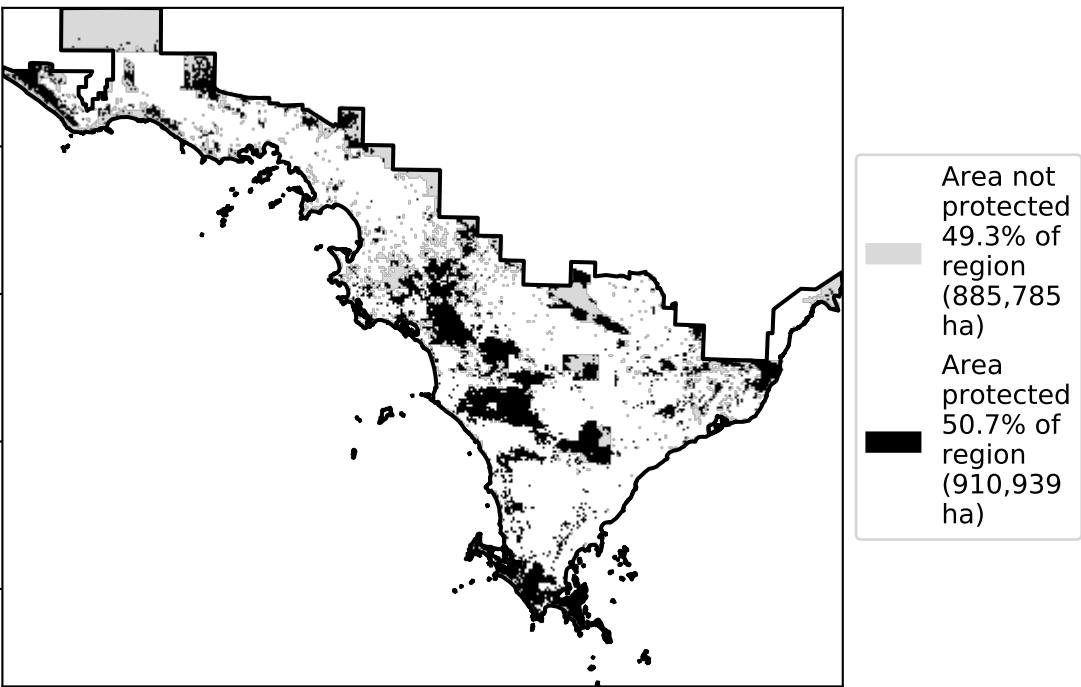 Area not
protected
49.3% of
region
(885,785
ha)
Area
protected
50.7% of
region
(910,939
ha)